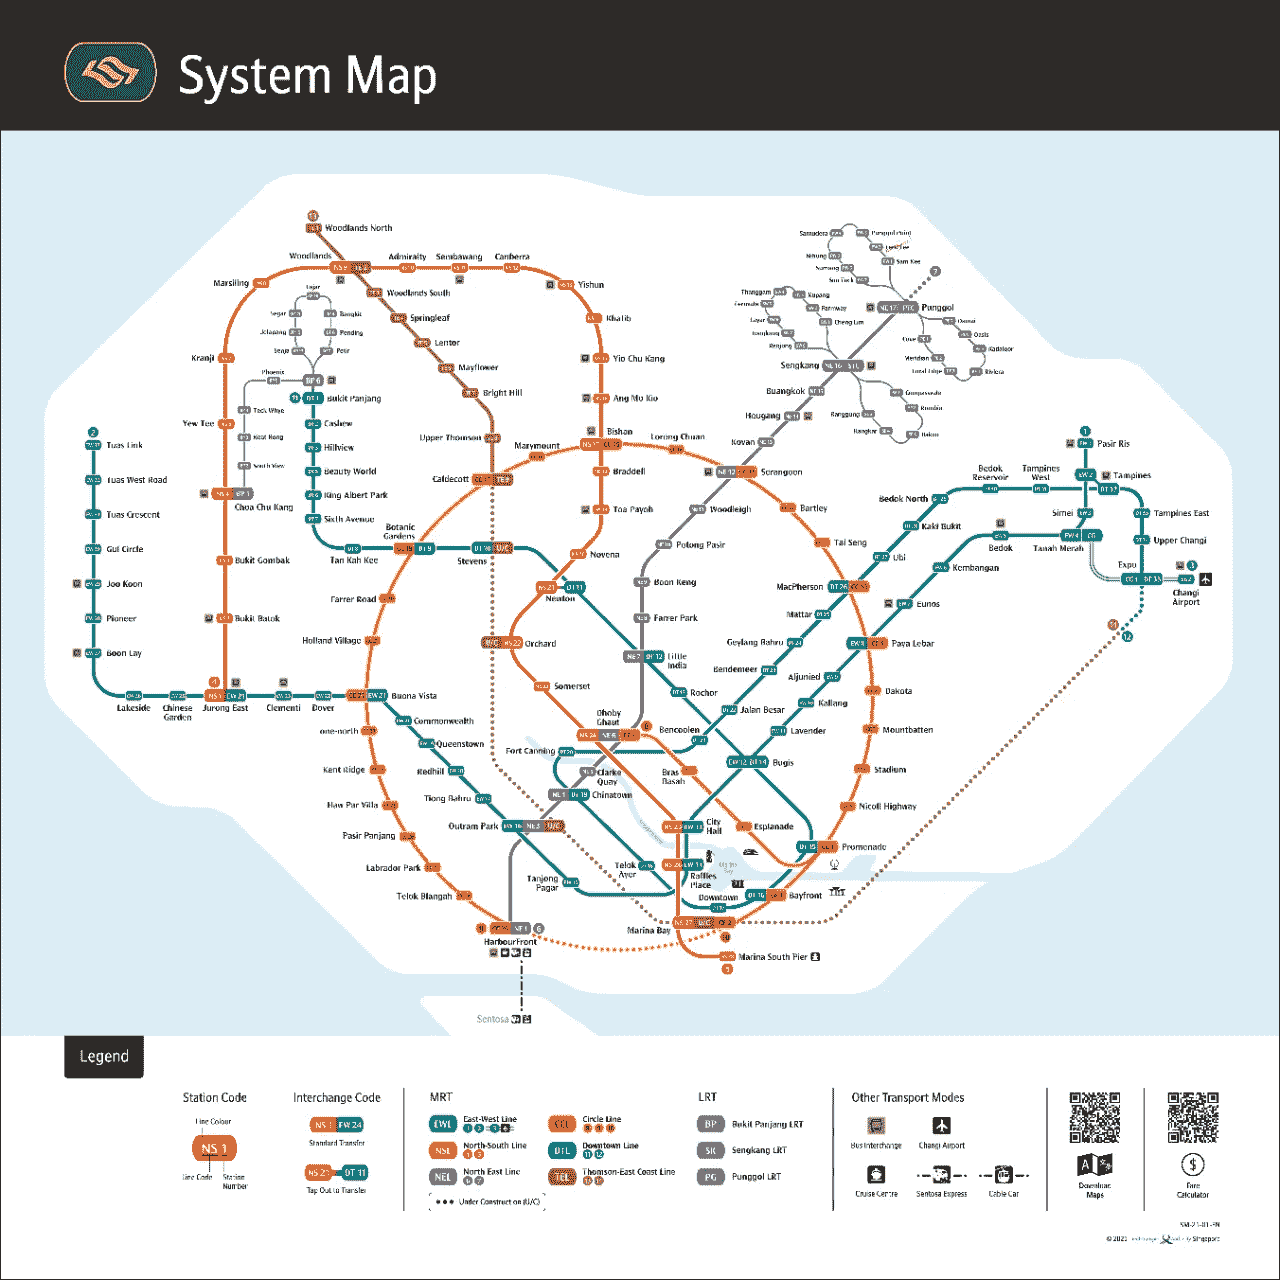 System Map
Woodlands North
Woodlands
Admiralty
Sembawang
Canberra
Marsiling
Woodlands South
Yishun
Springleaf
Khatib
Lentor
Kranji
Yio Chu Kang
Mayflower
Bright Hill
Ang Mo Kio
Yew Tee
Upper Thomson
Marymount
Bishan
Lorong Chuan
Caldecott
Braddell
Toa Payoh
Novena
Samudera
Punggol Point
Nibong
Sam Kee
Sumang
Soo Teck
Punggol
Thanggam
Kupang
Farmway
Cheng Lim
Layar
Renjong
Damai
Oasis
Kadaloor
Cove
Meridian
Coral Edge
Riviera
Sengkang
Compassvale
Rumbia
Ranggung
Kangkar
Bakau
Buangkok
Hougang
Kovan
Serangoon
Woodleigh
Potong Pasir
Boon Keng
Farrer Park
Little
India
Segar
Bangkit
Jelapang
Pending
Senja
Petir
Phoenix
BP 6
Teck Whye
Keat Hong
South View
Choa Chu Kang
Bukit Panjang
Cashew
Hillview
Beauty World
King Albert Park
Sixth Avenue
Tan Kah Kee
Botanic
Gardens
Stevens
Newton
Tuas Link
Tuas West Road
Tuas Crescent
Gul Circle
Joo Koon
Pioneer
Boon Lay
Lakeside
Chinese
Garden
Jurong East
Clementi
Dover
Buona Vista
Bukit Gombak
Bukit Batok
Farrer Road
Holland Village
Orchard
Somerset
Dhoby
Ghaut
Bencoolen
Rochor
Jalan Besar
Bendemeer
Geylang Bahru
Mattar
MacPherson
Ubi
Kaki Bukit
Bedok North
Bedok
Reservoir
Tampines
West
Tampines
Pasir Ris
Simei
Tampines East
Upper Changi
Tanah Merah
Expo
Changi
Airport
Bedok
Kembangan
Eunos
Paya Lebar
Aljunied
Kallang
Lavender
Bugis
Bartley
Tai Seng
Dakota
Mountbatten
Stadium
Nicoll Highway
Promenade
Esplanade
Bras
Basah
City
Hall
Raffles
Place
Downtown
Bayfront
Marina Bay
Marina South Pier
Telok
Ayer
Tanjong
Pagar
Outram Park
Chinatown
Clarke
Quay
Fort Canning
Commonwealth
Queenstown
Redhill
Tiong Bahru
one-north
Kent Ridge
Haw Par Villa
Pasir Panjang
Labrador Park
Telok Blangah
HarbourFront
Sentosa
Legend
Station Code
Line Colour
NS 1
Line Code
Station
Number
Interchange Code
NS 1 EW 24
Standard Transfer
NS 21 DT 11
Tap Out to Transfer
MRT
EWL East-West Line
NSL North-South Line
NEL North East Line
CCL Circle Line
DTL Downtown Line
TEL Thomson-East Coast Line
Under Construction (U/C)
LRT
BP Bukit Panjang LRT
SK Sengkang LRT
PG Punggol LRT
Other Transport Modes
Bus Interchange
Changi Airport
Cruise Centre
Sentosa Express
Cable Car
Download
Maps
Fare
Calculator